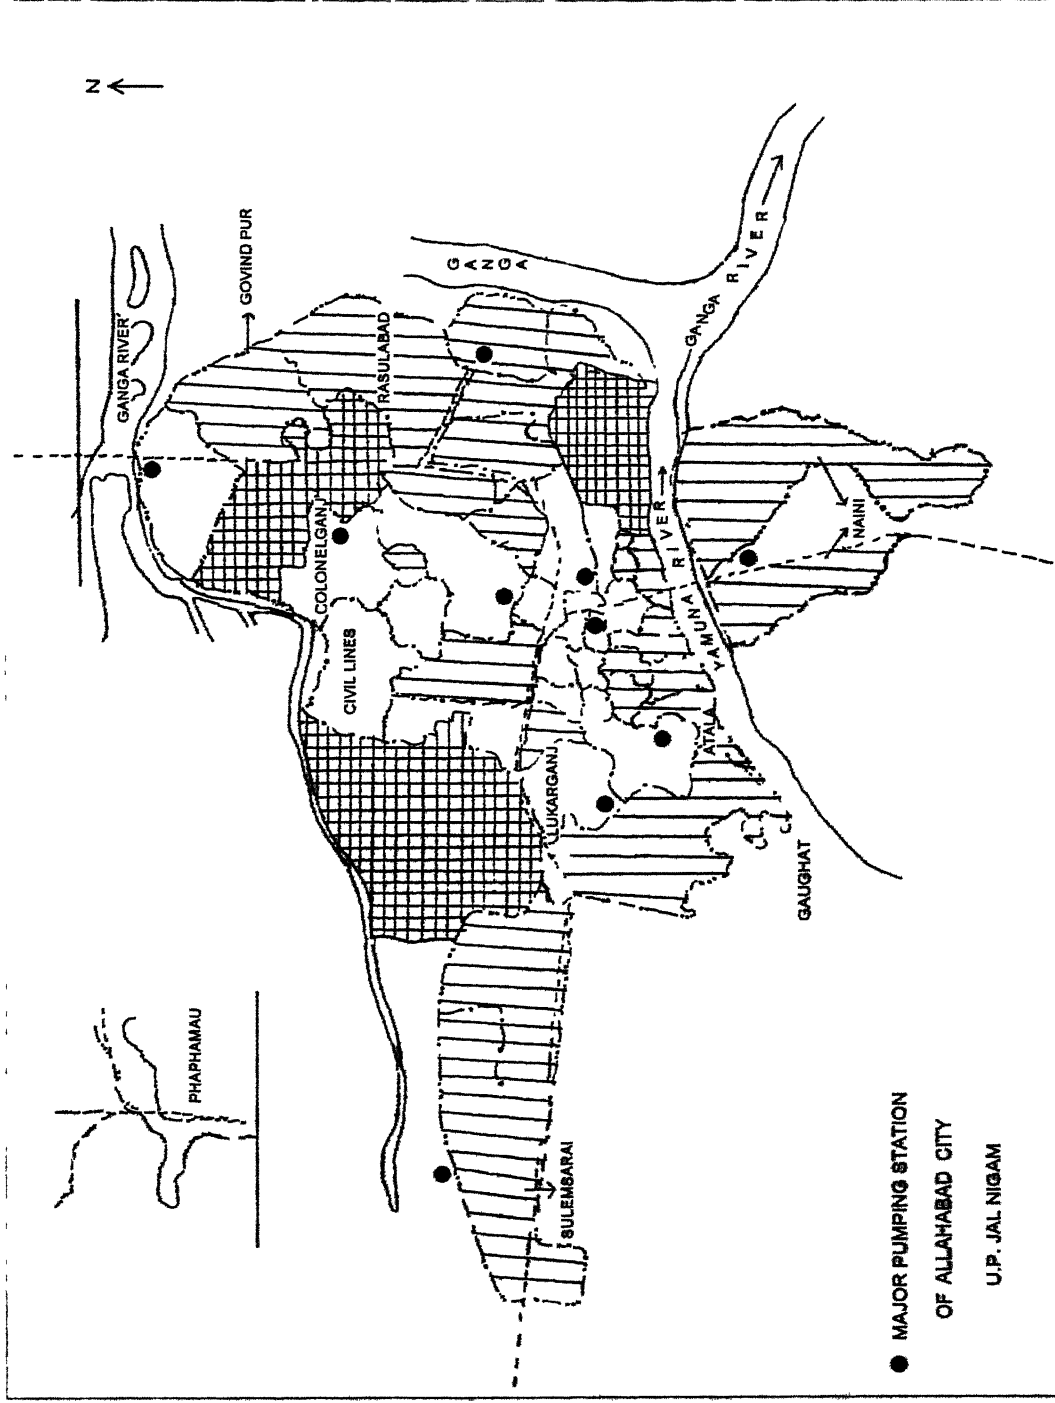 N
GANGA RIVER
GOVIND PUR
GANGA
RASULABAD
COLONELGANJ
CIVIL LINES
GANGA RIVER
RIVER
YAMUNA
NAINI
LUKARGANJ
ATALA
GAUGHAT
PHAPHAMAU
SULEMSARAI
MAJOR PUMPING STATION
OF ALLAHABAD CITY
U.P. JAL NIGAM